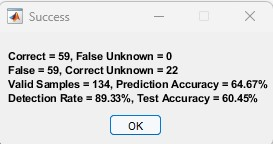 Success
Correct = 59, False Unknown = 0
False = 59, Correct Unknown = 22
Valid Samples = 134, Prediction Accuracy = 64.67%
Detection Rate = 89.33%, Test Accuracy = 60.45%
OK